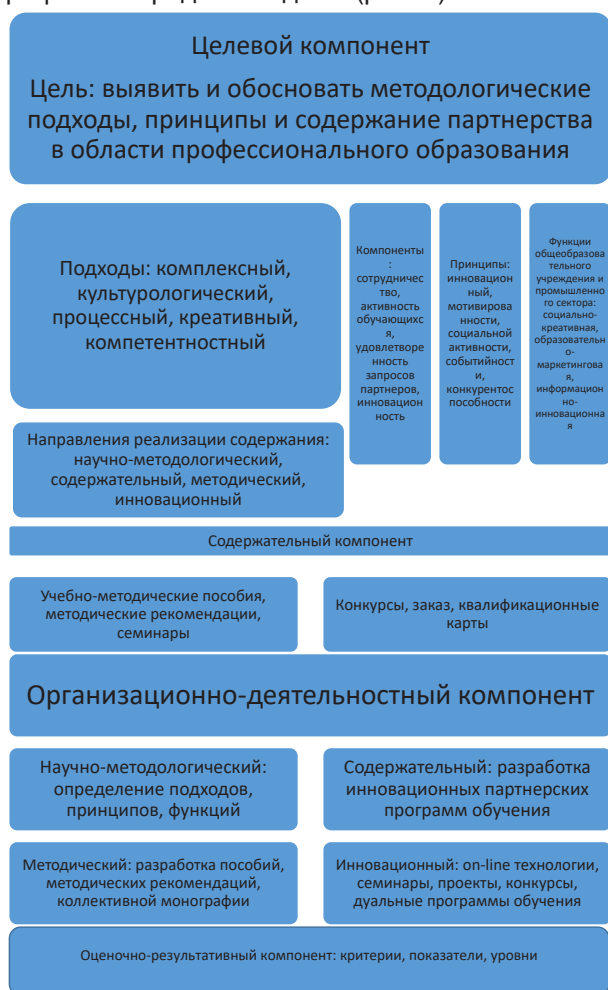 Целевой компонент
Цель: выявить и обосновать методологические
подходы, принципы и содержание партнерства
в области профессионального образования
Подходы: комплексный,
культурологический,
процессный, креативный,
компетентностный
Компоненты
:
сотрудничес
тво,
активность
обучающихс
я,
удовлетворе
нность
запросов
партнеров,
инновацион
ность
Принципы:
инновацион
ный,
мотивирова
нности,
социальной
активности,
событийност
и,
конкурентос
пособности
Функции
общеобразова
тельного
учреждения и
промышленно
го сектора:
социально-
креативная,
образовательн
о-
маркетингова
я,
информацион
но-
инновационна
я
Направления реализации содержания:
научно-методологический,
содержательный, методический,
инновационный
Содержательный компонент
Учебно-методические пособия,
методические рекомендации,
семинары
Конкурсы, заказ, квалификационные
карты
Организационно-деятельностный компонент
Научно-методологический:
определение подходов,
принципов, функций
Содержательный: разработка
инновационных партнерских
программ обучения
Методический: разработка пособий,
методических рекомендаций,
коллективной монографии
Инновационный: on-line технологии,
семинары, проекты, конкурсы,
дуальные программы обучения
Оценочно-результативный компонент: критерии, показатели, уровни